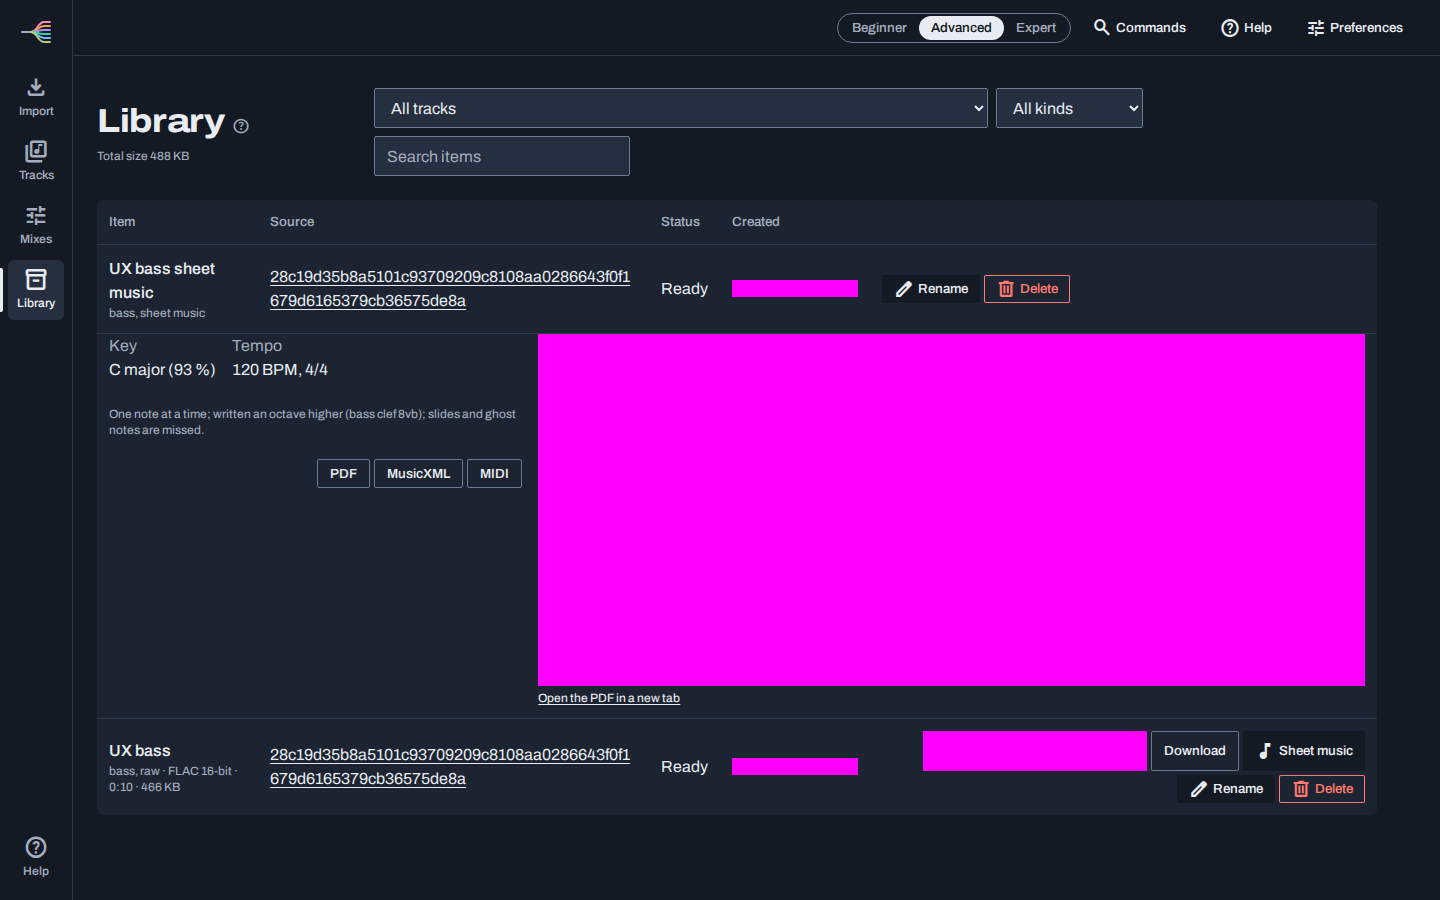 Beginner Advanced Expert Commands Help Preferences
Import
Tracks
Mixes
Library
Help
Library
Total size 488 KB
All tracks All kinds
Search items
Item Source Status Created
UX bass sheet music
bass, sheet music
28c19d35b8a5101c93709209c8108aa0286643f0f1
679d6165379cb36575de8a
Ready
Rename Delete
Key Tempo
C major (93 %) 120 BPM, 4/4
One note at a time; written an octave higher (bass clef 8vb); slides and ghost
notes are missed.
PDF MusicXML MIDI
Open the PDF in a new tab
UX bass
bass, raw · FLAC 16-bit ·
0:10 · 466 KB
28c19d35b8a5101c93709209c8108aa0286643f0f1
679d6165379cb36575de8a
Ready
Download Sheet music
Rename Delete